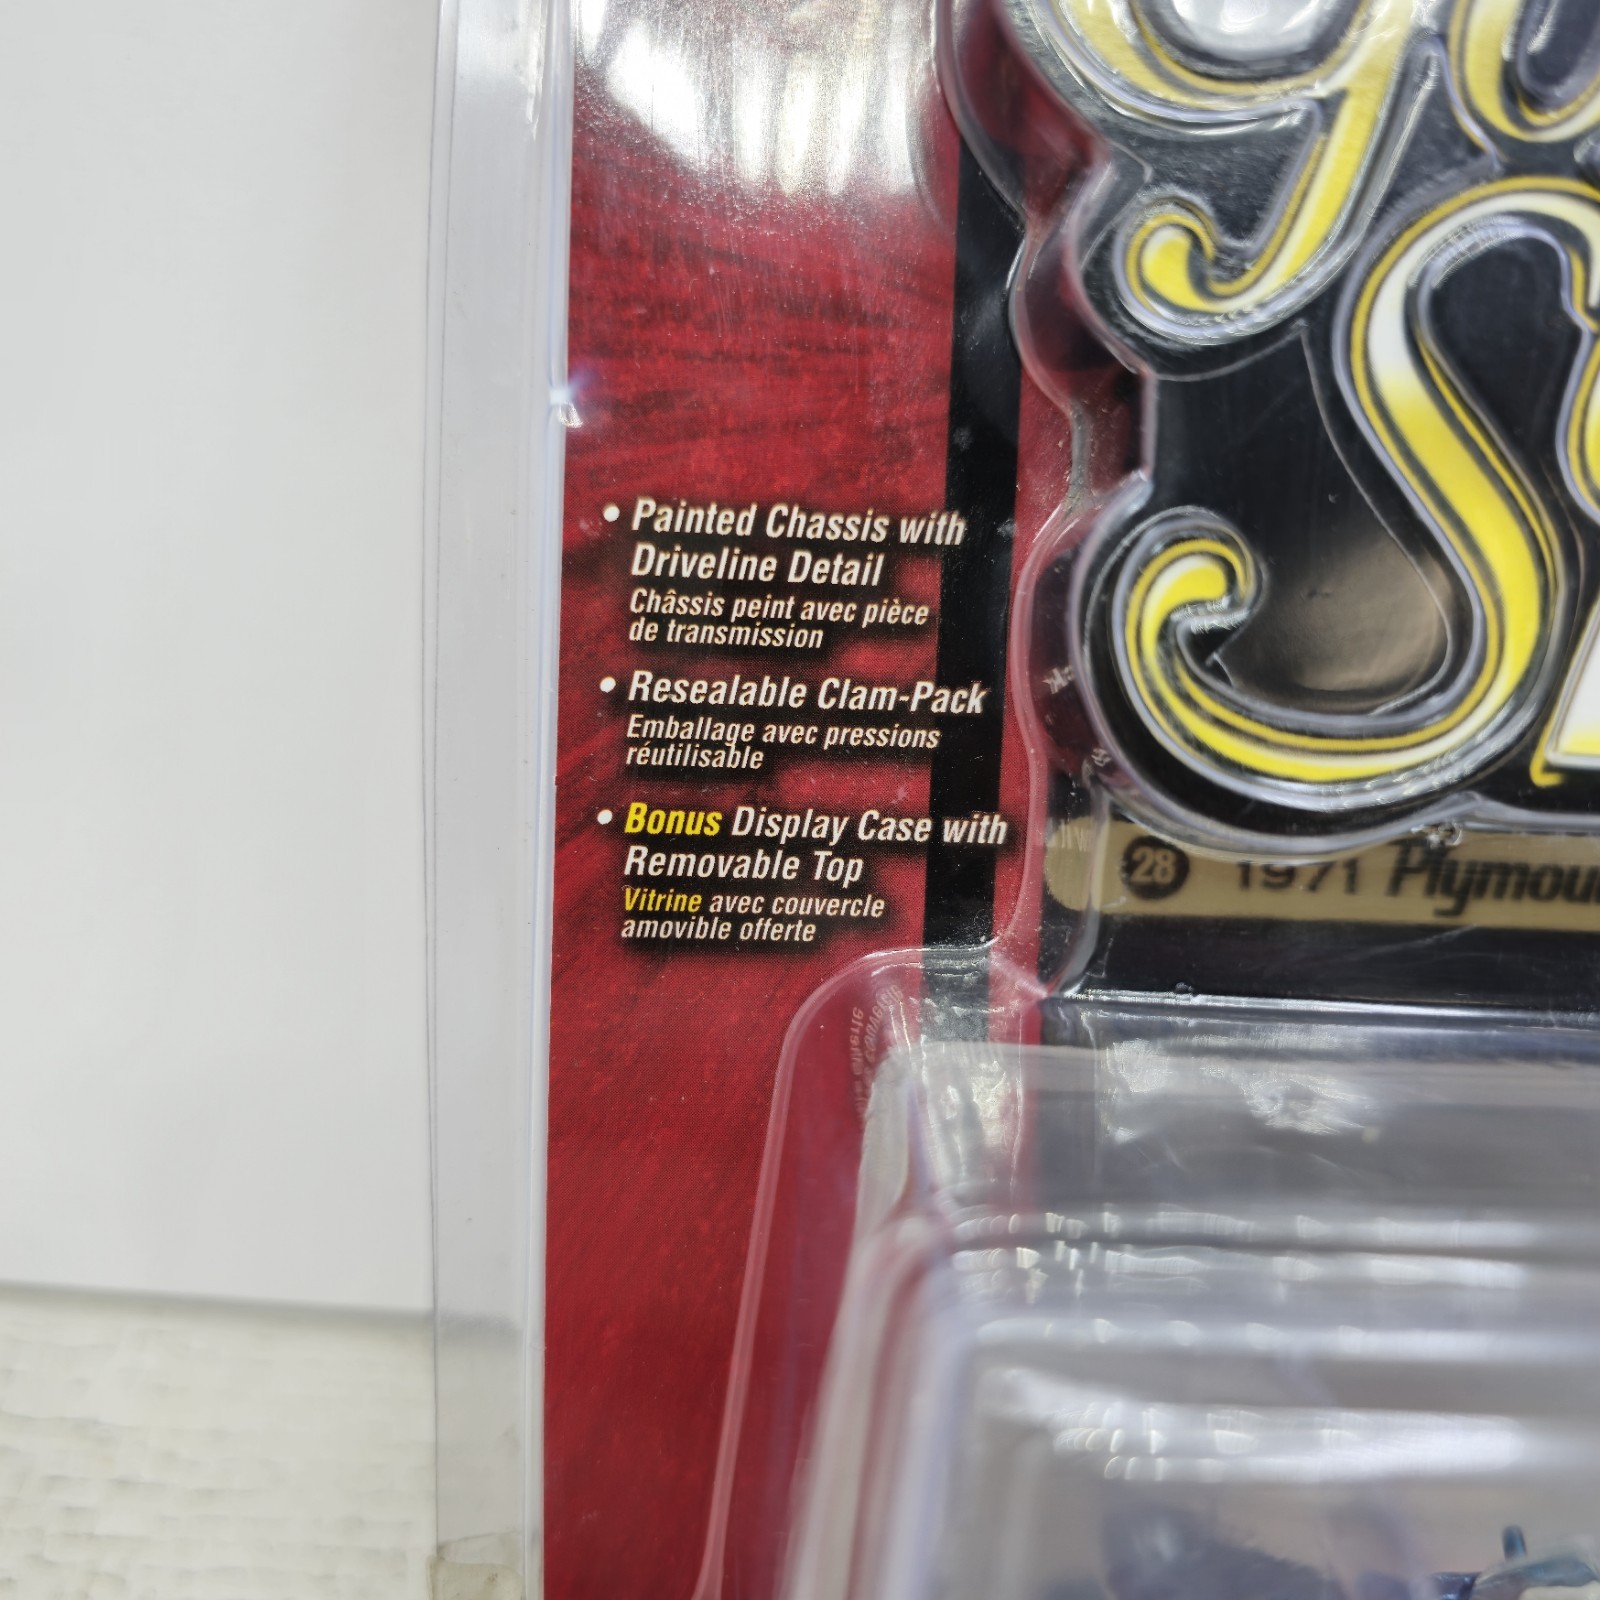 • Painted Chassis with
Driveline Detail
Châssis peint avec pièce
de transmission
• Resealable Clam-Pack
Emballage avec pressions
réutilisable
• Bonus Display Case with
Removable Top
Vitrine avec couvercle
amovible offerte
28 1971